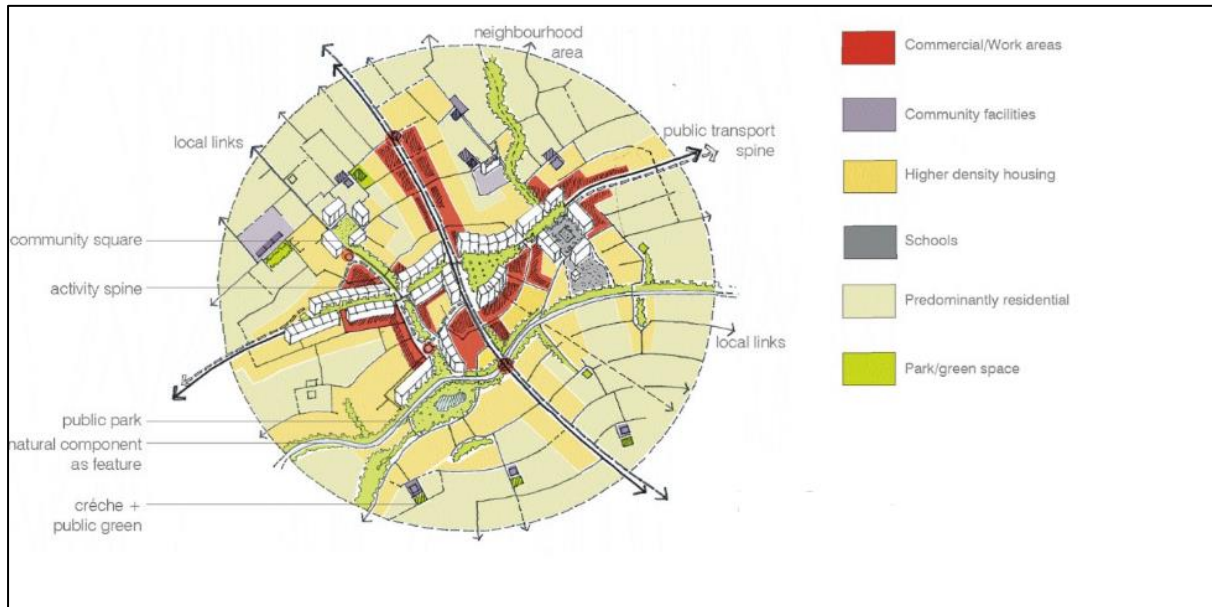 neighbourhood
area
local links
public transport
spine
community square
activity spine
local links
public park
natural component
as feature
créche +
public green
Commercial/Work areas
Community facilities
Higher density housing
Schools
Predominantly residential
Park/green space